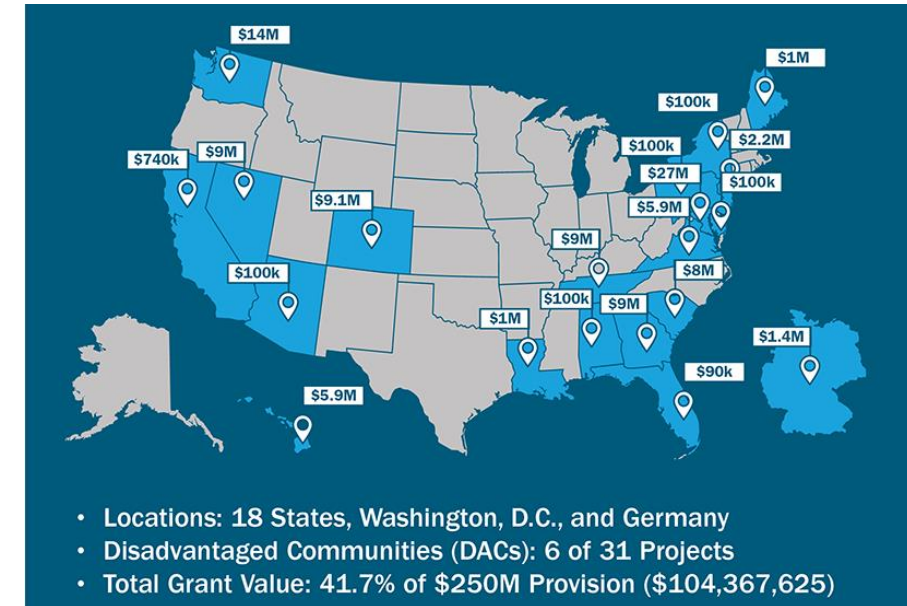 $14M
$1M
$100k
$2.2M
$100k
$740k
$9M
$27M
$100k
$9.1M
$5.9M
$9M
$8M
$100k
$100k
$9M
$1M
$1.4M
$90k
$5.9M
• Locations: 18 States, Washington, D.C., and Germany
• Disadvantaged Communities (DACs): 6 of 31 Projects
• Total Grant Value: 41.7% of $250M Provision ($104,367,625)